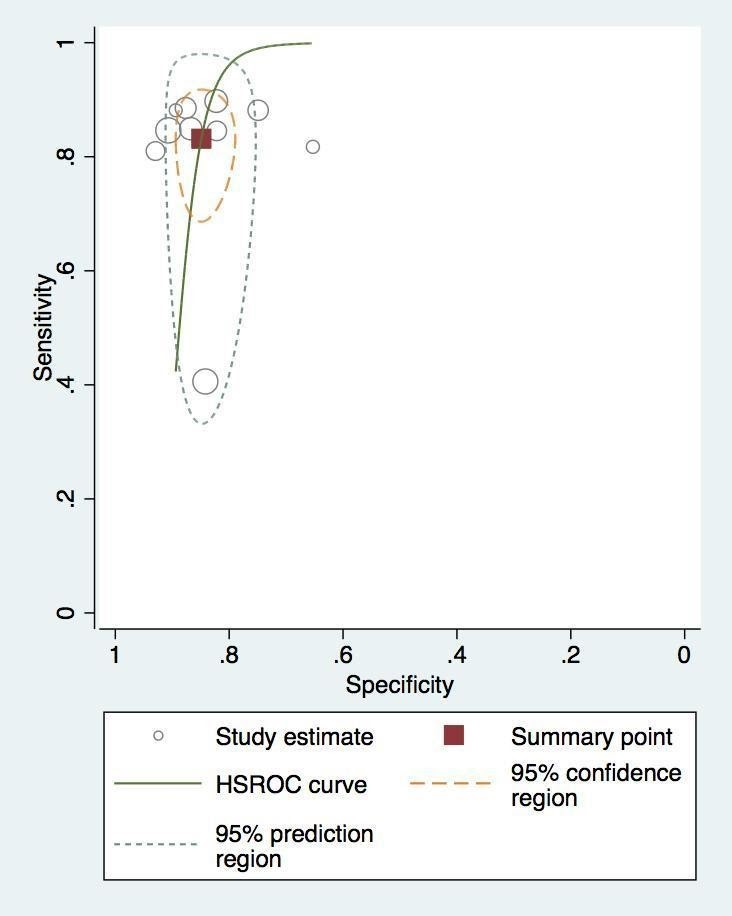 1
.8
.6
.4
.2
0
Sensitivity
1 .8 .6 .4 .2 0
Specificity
Study estimate
Summary point
HSROC curve
95% confidence
region
95% prediction
region